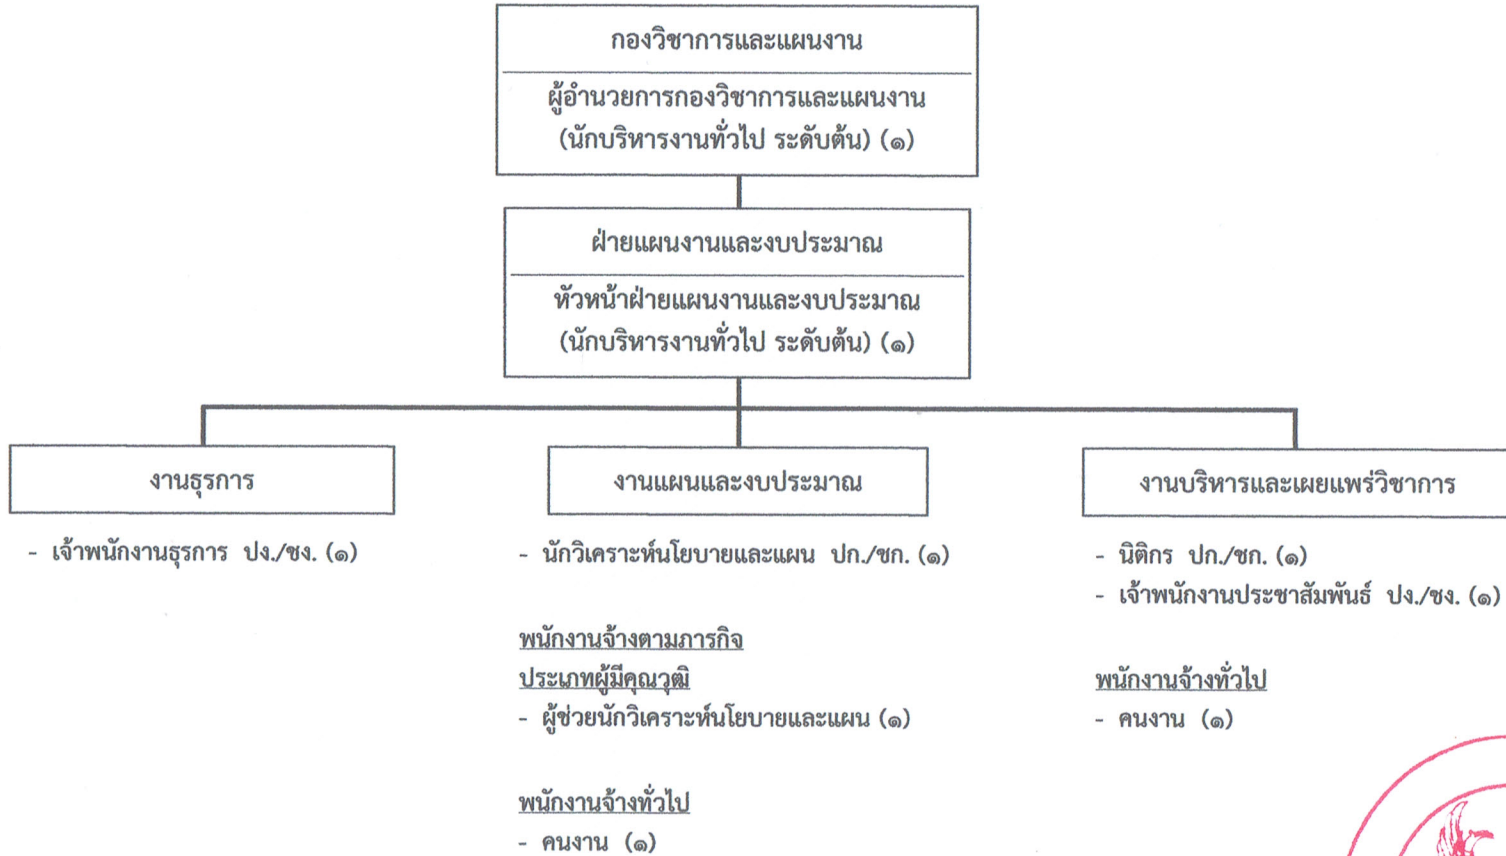 กองวิชาการและแผนงาน
ผู้อำนวยการกองวิชาการและแผนงาน
(นักบริหารงานทั่วไป ระดับต้น) (๑)
ฝ่ายแผนงานและงบประมาณ
หัวหน้าฝ่ายแผนงานและงบประมาณ
(นักบริหารงานทั่วไป ระดับต้น) (๑)
งานธุรการ
- เจ้าพนักงานธุรการ ปง./ชง. (๑)
งานแผนและงบประมาณ
- นักวิเคราะห์นโยบายและแผน ปก./ชก. (๑)
พนักงานจ้างตามภารกิจ
ประเภทผู้มีคุณวุฒิ
- ผู้ช่วยนักวิเคราะห์นโยบายและแผน (๑)
พนักงานจ้างทั่วไป
- คนงาน (๑)
งานบริหารและเผยแพร่วิชาการ
- นิติกร ปก./ชก. (๑)
- เจ้าพนักงานประชาสัมพันธ์ ปง./ชง. (๑)
พนักงานจ้างทั่วไป
- คนงาน (๑)